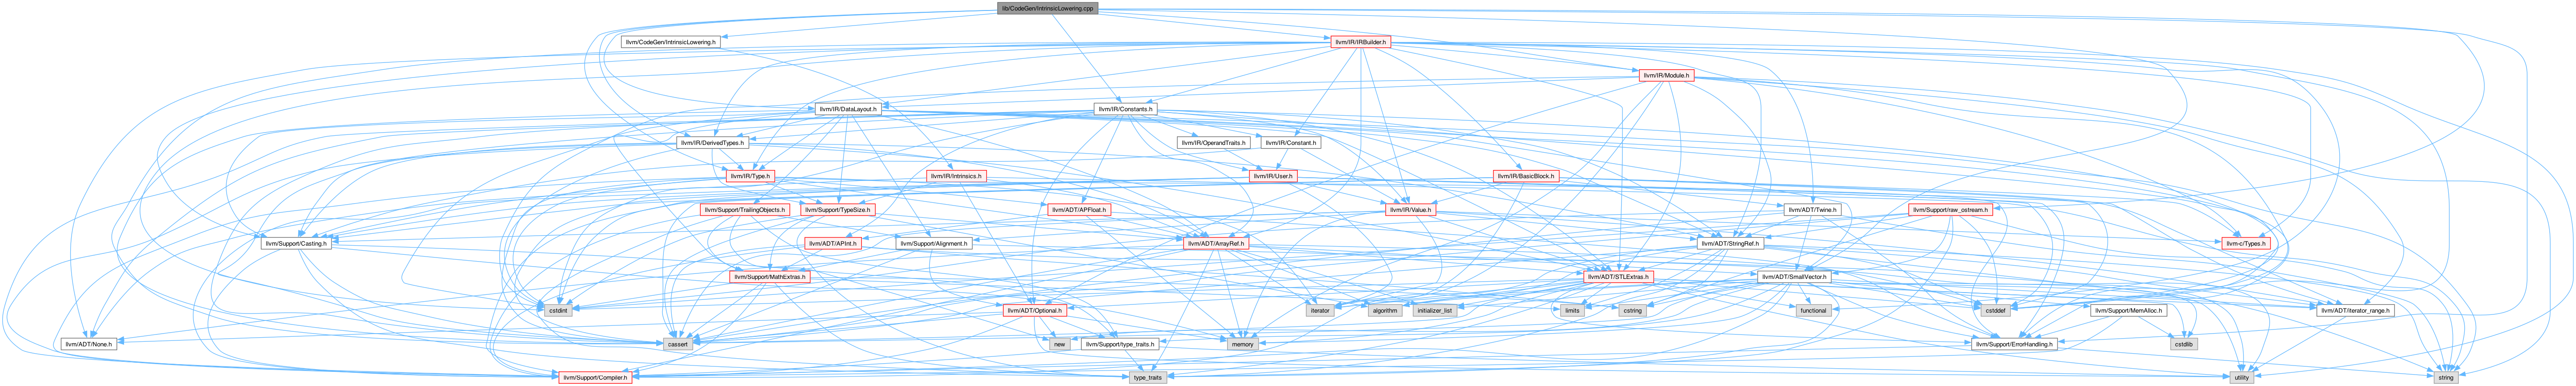 lib/CodeGen/IntrinsicLowering.cpp
llvm/CodeGen/IntrinsicLowering.h
llvm/IR/IRBuilder.h
llvm/IR/Module.h
llvm/IR/DataLayout.h
llvm/IR/Constants.h
llvm/IR/DerivedTypes.h
llvm/IR/OperandTraits.h
llvm/IR/Constant.h
llvm/IR/Type.h
llvm/IR/Intrinsics.h
llvm/IR/User.h
llvm/IR/BasicBlock.h
llvm/Support/TrailingObjects.h
llvm/Support/TypeSize.h
llvm/ADT/APFloat.h
llvm/IR/Value.h
llvm/ADT/Twine.h
llvm/Support/raw_ostream.h
llvm/Support/Casting.h
llvm/ADT/APInt.h
llvm/Support/Alignment.h
llvm/ADT/ArrayRef.h
llvm/ADT/StringRef.h
llvm-c/Types.h
llvm/Support/MathExtras.h
llvm/ADT/STLExtras.h
llvm/ADT/SmallVector.h
cstdint
llvm/ADT/Optional.h
iterator
algorithm
initializer_list
limits
cstring
functional
cstddef
llvm/Support/MemAlloc.h
llvm/ADT/iterator_range.h
llvm/ADT/None.h
cassert
new
llvm/Support/type_traits.h
memory
llvm/Support/ErrorHandling.h
cstdlib
llvm/Support/Compiler.h
type_traits
utility
string